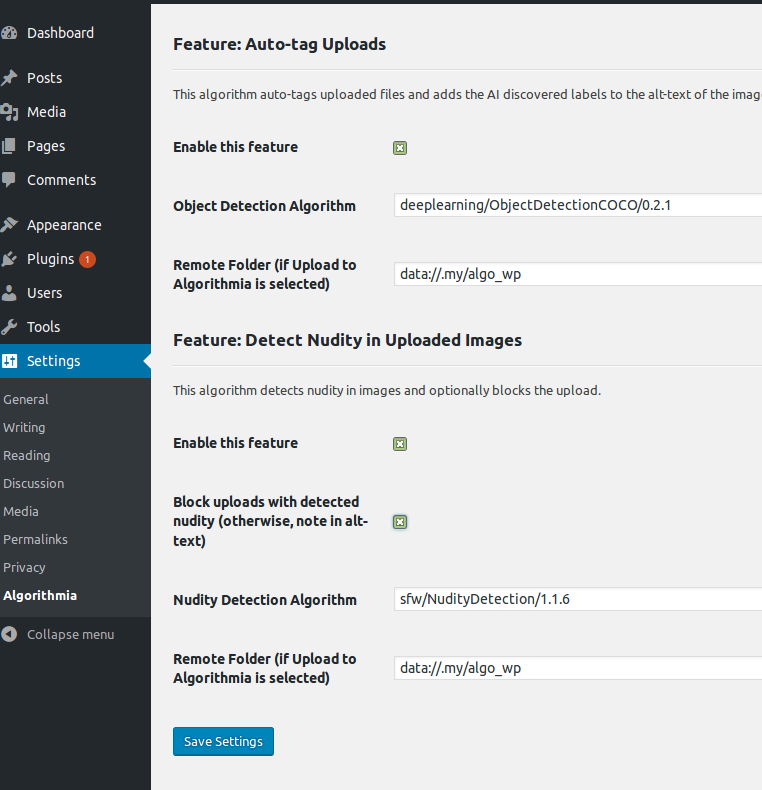 Dashboard
Posts
Media
Pages
Comments
Appearance
Plugins 1
Users
Tools
Settings
General
Writing
Reading
Discussion
Media
Permalinks
Privacy
Algorithmia
Collapse menu
Feature: Auto-tag Uploads
This algorithm auto-tags uploaded files and adds the AI discovered labels to the alt-text of the imag
Enable this feature
Object Detection Algorithm
deeplearning/ObjectDetectionCOCO/0.2.1
Remote Folder (if Upload to
Algorithmia is selected)
data://.my/algo_wp
Feature: Detect Nudity in Uploaded Images
This algorithm detects nudity in images and optionally blocks the upload.
Enable this feature
Block uploads with detected
nudity (otherwise, note in alt-
text)
Nudity Detection Algorithm
sfw/NudityDetection/1.1.6
Remote Folder (if Upload to
Algorithmia is selected)
data://.my/algo_wp
Save Settings